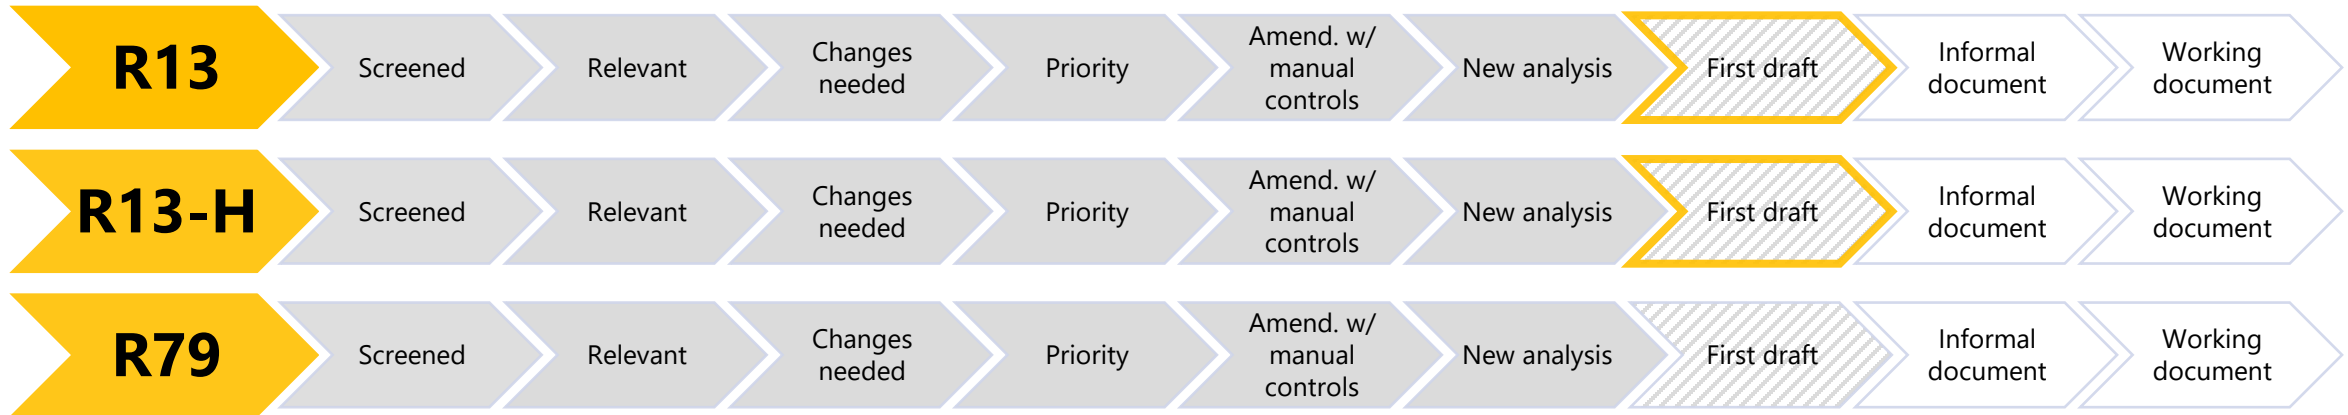 R13
Screened
Relevant
Changes
needed
Priority
Amend. w/
manual
controls
New analysis
First draft
Informal
document
Working
document
R13-H
Screened
Relevant
Changes
needed
Priority
Amend. w/
manual
controls
New analysis
First draft
Informal
document
Working
document
R79
Screened
Relevant
Changes
needed
Priority
Amend. w/
manual
controls
New analysis
First draft
Informal
document
Working
document